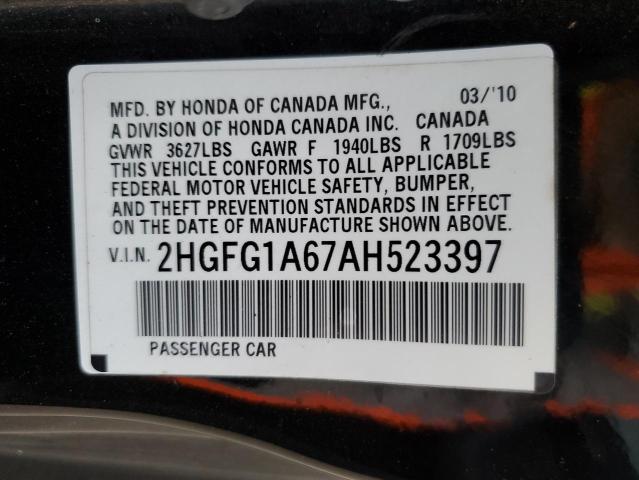 MFD. BY HONDA OF CANADA MFG., 03/'10
A DIVISION OF HONDA CANADA INC. CANADA
GVWR 3627LBS GAWR F 1940LBS R 1709LBS
THIS VEHICLE CONFORMS TO ALL APPLICABLE
FEDERAL MOTOR VEHICLE SAFETY, BUMPER,
AND THEFT PREVENTION STANDARDS IN EFFECT
ON THE DATE OF MANUFACTURE SHOWN ABOVE.
V.I.N. 2HGFG1A67AH523397
PASSENGER CAR